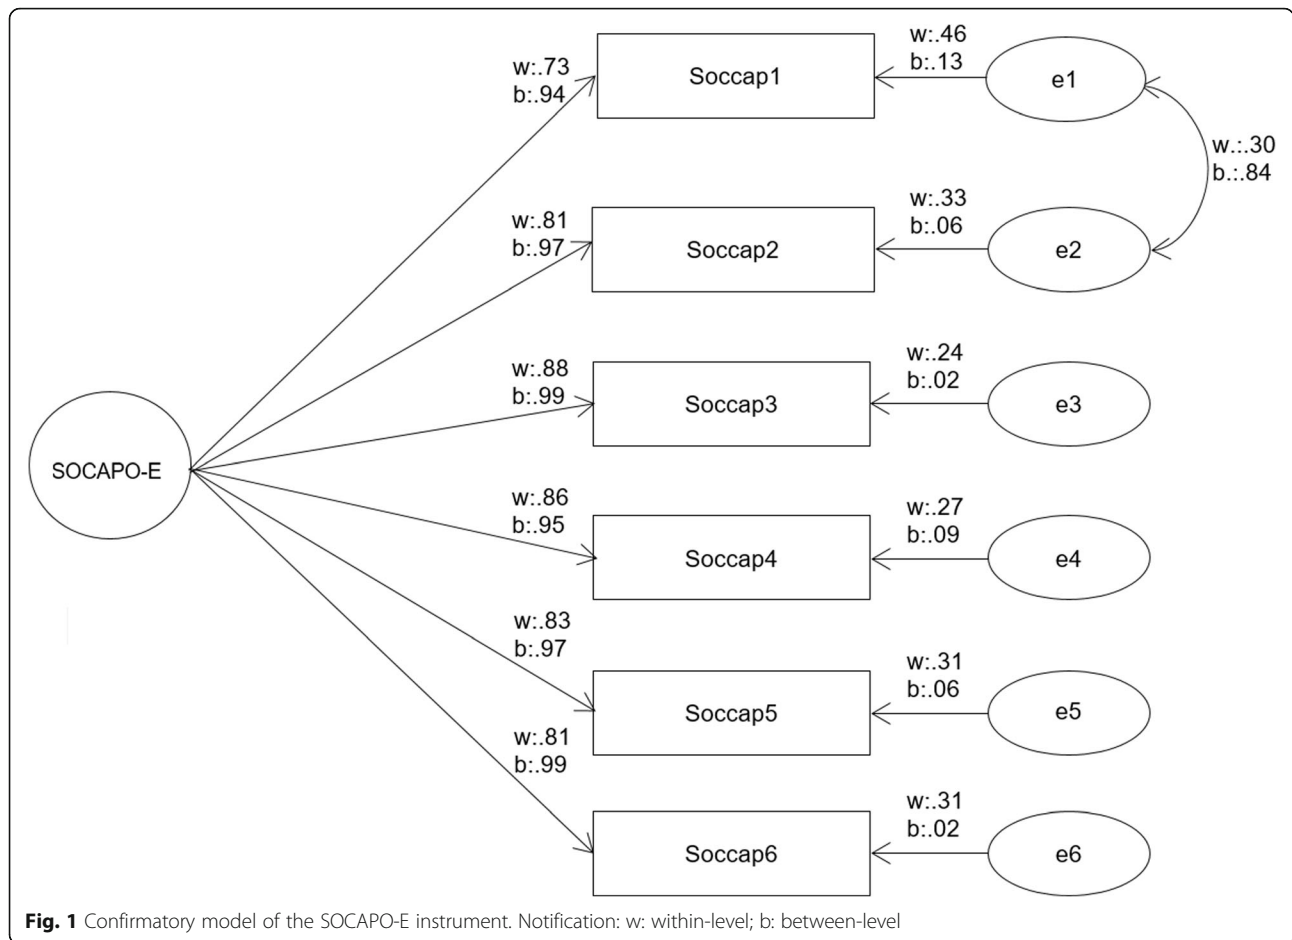 w:.46
b:.13
w:.73
b:.94
Soccap1
e1
w.:.30
b.:.84
w:.33
b:.06
w:.81
b:.97
Soccap2
e2
w:.24
b:.02
w:.88
b:.99
Soccap3
e3
SOCAPO-E
w:.86
b:.95
w:.27
b:.09
Soccap4
e4
w:.83
b:.97
w:.31
b:.06
Soccap5
e5
w:.81
b:.99
w:.31
b:.02
Soccap6
e6
Fig. 1 Confirmatory model of the SOCAPO-E instrument. Notification: w: within-level; b: between-level